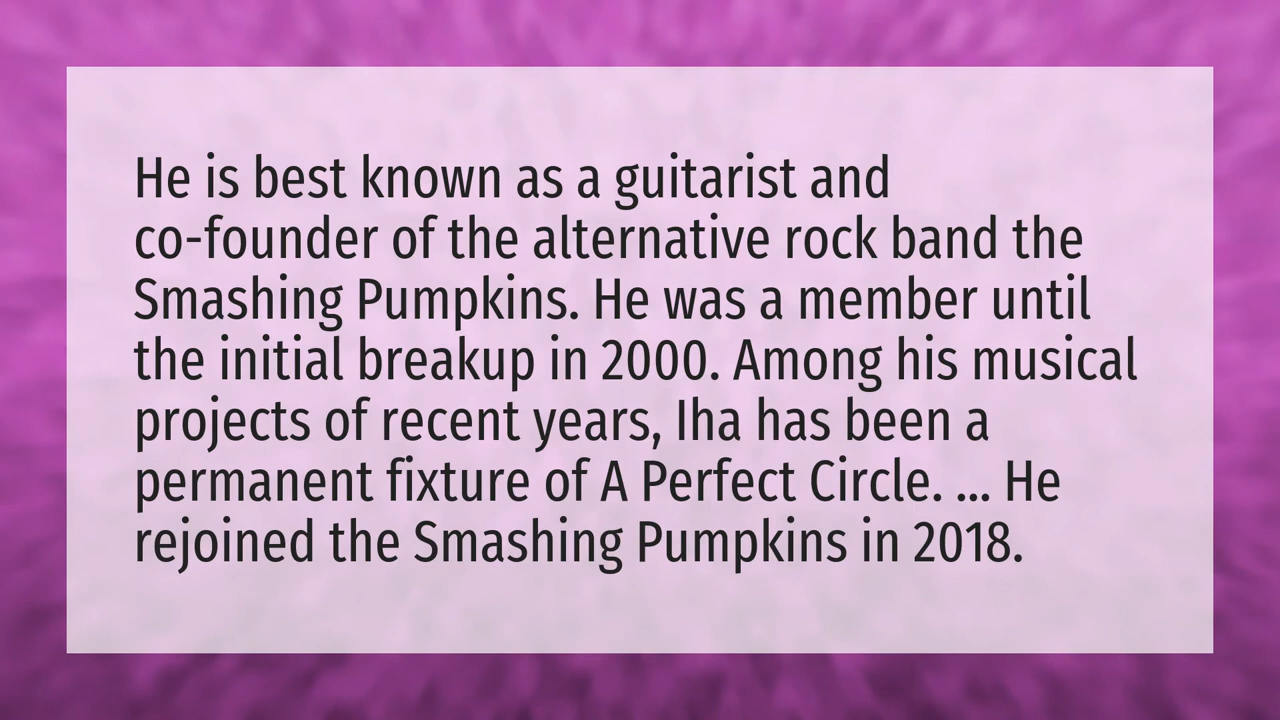 He is best known as a guitarist and
co-founder of the alternative rock band the
Smashing Pumpkins. He was a member until
the initial breakup in 2000. Among his musical
projects of recent years, Iha has been a
permanent fixture of A Perfect Circle. ... He
rejoined the Smashing Pumpkins in 2018.